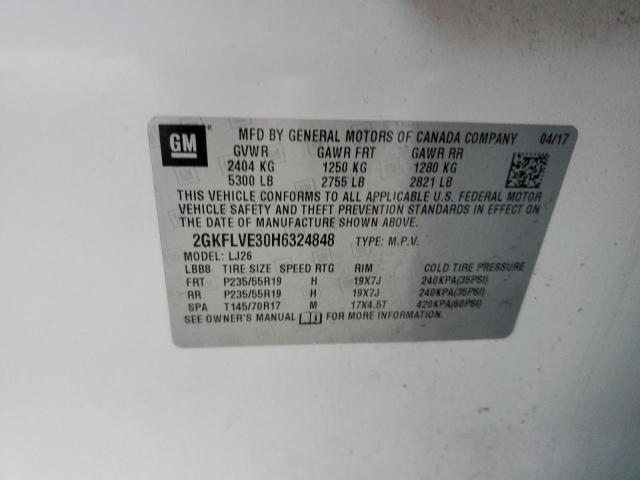 GM ® MFD BY GENERAL MOTORS OF CANADA COMPANY 04/17
GVWR GAWR FRT GAWR RR
2404 KG 1250 KG 1280 KG
5300 LB 2755 LB 2821 LB
THIS VEHICLE CONFORMS TO ALL APPLICABLE U.S. FEDERAL MOTOR
VEHICLE SAFETY AND THEFT PREVENTION STANDARDS IN EFFECT ON
THE DATE OF MANUFACTURE SHOWN ABOVE.
2GKFLVE30H6324848 TYPE: M.P.V.
MODEL: LJ26
LBB8 TIRE SIZE SPEED RTG RIM COLD TIRE PRESSURE
FRT P235/55R19 H 19X7J 240KPA(35PSI)
RR P235/55R19 H 19X7J 240KPA(35PSI)
SPA T145/70R17 M 17X4.5T 420KPA(60PSI)
SEE OWNER'S MANUAL FOR MORE INFORMATION.